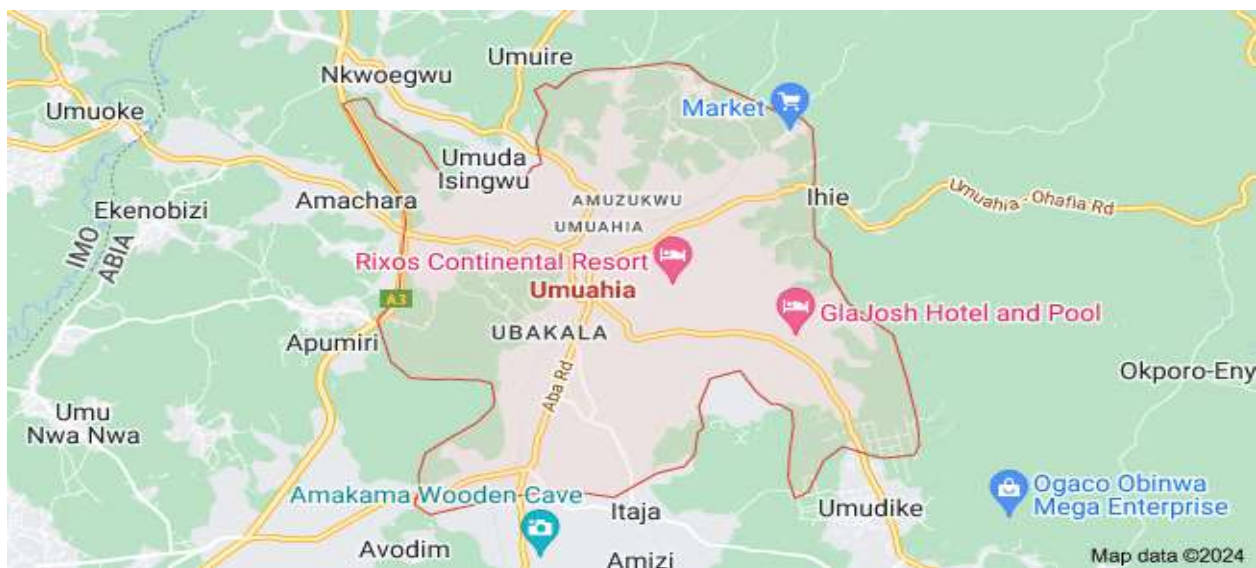 Umuire
Nkwoegwu
Umuoke
Market
Umuda
Isingwu
Amachara
AMUZUKWU
Ihie
Umuahia - Ohafia Rd
Ekenobizi
UMUAHIA
IMO
ABIA
Rixos Continental Resort
Umuahia
A3
GlaJosh Hotel and Pool
UBAKALA
Apumiri
Okporo-Eny
Aba Rd
Umu
Nwa Nwa
Ogaco Obinwa
Mega Enterprise
Amakama Wooden Cave
Itaja
Umudike
Avodim
Amizi
Map data ©2024